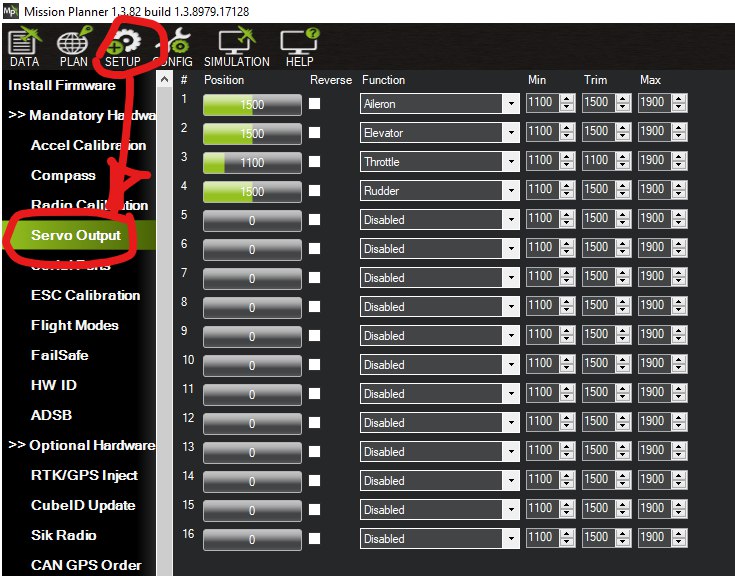 Mission Planner 1.3.82 build 1.3.8979.17128
DATA PLAN SETUP CONFIG SIMULATION HELP
Install Firmware
>> Mandatory Hardwa
Accel Calibration
Compass
Radio Calibration
Servo Output
Serial Ports
ESC Calibration
Flight Modes
FailSafe
HW ID
ADSB
>> Optional Hardware
RTK/GPS Inject
CubeID Update
Sik Radio
CAN GPS Order
# Position Reverse Function Min Trim Max
1 1500 Aileron 1100 1500 1900
2 1500 Elevator 1100 1500 1900
3 1100 Throttle 1100 1100 1900
4 1500 Rudder 1100 1500 1900
5 0 Disabled 1100 1500 1900
6 0 Disabled 1100 1500 1900
7 0 Disabled 1100 1500 1900
8 0 Disabled 1100 1500 1900
9 0 Disabled 1100 1500 1900
10 0 Disabled 1100 1500 1900
11 0 Disabled 1100 1500 1900
12 0 Disabled 1100 1500 1900
13 0 Disabled 1100 1500 1900
14 0 Disabled 1100 1500 1900
15 0 Disabled 1100 1500 1900
16 0 Disabled 1100 1500 1900